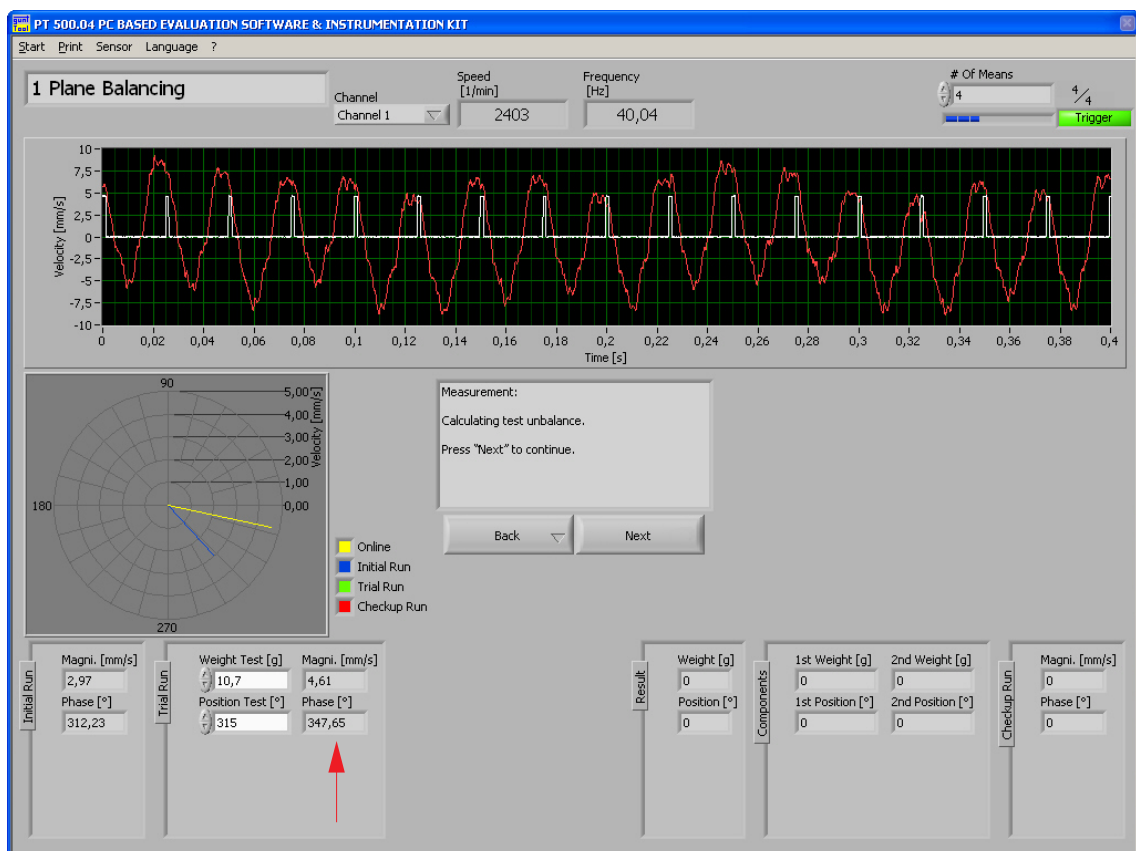 gunt Tool PT 500.04 PC BASED EVALUATION SOFTWARE & INSTRUMENTATION KIT
Start Print Sensor Language ?
1 Plane Balancing
Channel
Channel 1
Speed
[1/min]
2403
Frequency
[Hz]
40,04
# Of Means
4
4/4
Trigger
Velocity [mm/s]
10
7,5
5
2,5
0
-2,5
-5
-7,5
-10
0 0,02 0,04 0,06 0,08 0,1 0,12 0,14 0,16 0,18 0,2 0,22 0,24 0,26 0,28 0,3 0,32 0,34 0,36 0,38 0,4
Time [s]
90
180
270
5,00
4,00
3,00
2,00
1,00
0,00
Velocity [mm/s]
Online
Initial Run
Trial Run
Checkup Run
Measurement:
Calculating test unbalance.
Press "Next" to continue.
Back Next
Initial Run
Magni. [mm/s]
2,97
Phase [°]
312,23
Trial Run
Weight Test [g] Magni. [mm/s]
10,7 4,61
Position Test [°] Phase [°]
315 347,65
Result
Weight [g]
0
Position [°]
0
Components
1st Weight [g] 2nd Weight [g]
0 0
1st Position [°] 2nd Position [°]
0 0
Checkup Run
Magni. [mm/s]
0
Phase [°]
0